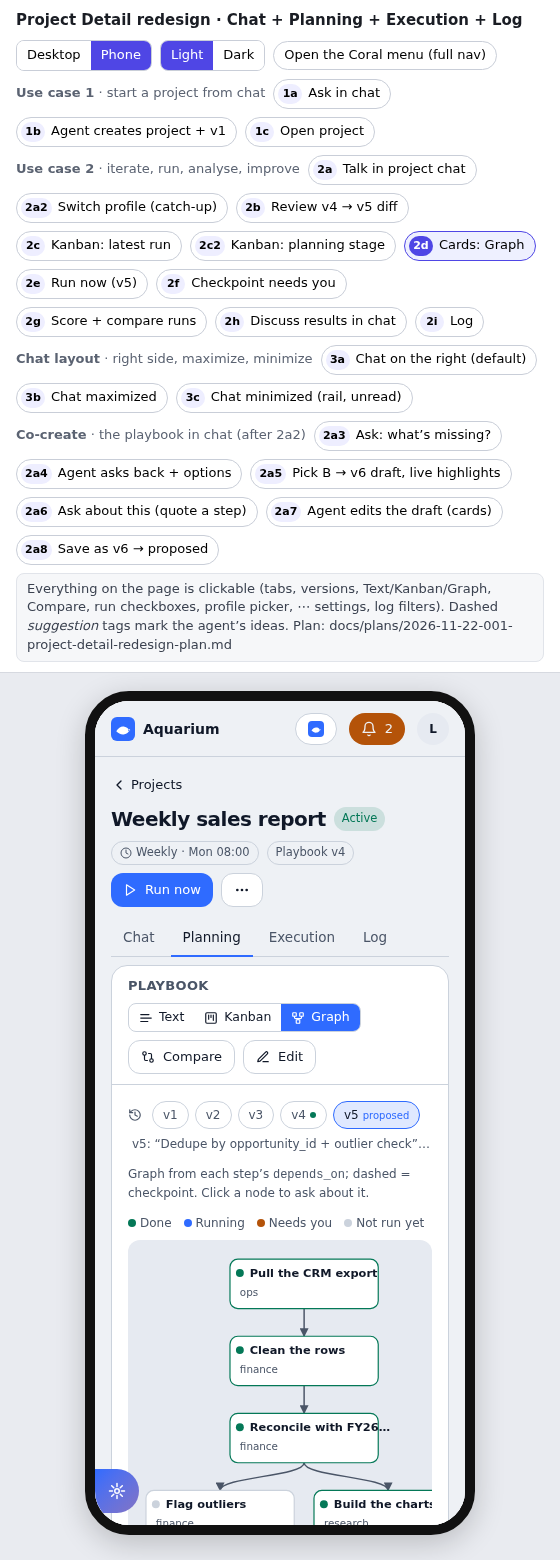 Project Detail redesign · Chat + Planning + Execution + Log
Desktop Phone Light Dark Open the Coral menu (full nav)
Use case 1 · start a project from chat 1a Ask in chat
1b Agent creates project + v1 1c Open project
Use case 2 · iterate, run, analyse, improve 2a Talk in project chat
2a2 Switch profile (catch-up) 2b Review v4 → v5 diff
2c Kanban: latest run 2c2 Kanban: planning stage 2d Cards: Graph
2e Run now (v5) 2f Checkpoint needs you
2g Score + compare runs 2h Discuss results in chat 2i Log
Chat layout · right side, maximize, minimize 3a Chat on the right (default)
3b Chat maximized 3c Chat minimized (rail, unread)
Co-create · the playbook in chat (after 2a2) 2a3 Ask: what’s missing?
2a4 Agent asks back + options 2a5 Pick B → v6 draft, live highlights
2a6 Ask about this (quote a step) 2a7 Agent edits the draft (cards)
2a8 Save as v6 → proposed
Everything on the page is clickable (tabs, versions, Text/Kanban/Graph,
Compare, run checkboxes, profile picker, ··· settings, log filters). Dashed
suggestion tags mark the agent’s ideas. Plan: docs/plans/2026-11-22-001-
project-detail-redesign-plan.md
Aquarium 2 L
Projects
Weekly sales report Active
Weekly · Mon 08:00 Playbook v4
Run now ···
Chat Planning Execution Log
PLAYBOOK
Text Kanban Graph
Compare Edit
v1 v2 v3 v4 v5 proposed
v5: “Dedupe by opportunity_id + outlier check”…
Graph from each step’s depends_on; dashed =
checkpoint. Click a node to ask about it.
Done Running Needs you Not run yet
Pull the CRM export
ops
Clean the rows
finance
Reconcile with FY26…
finance
Flag outliers Build the charts
finance research